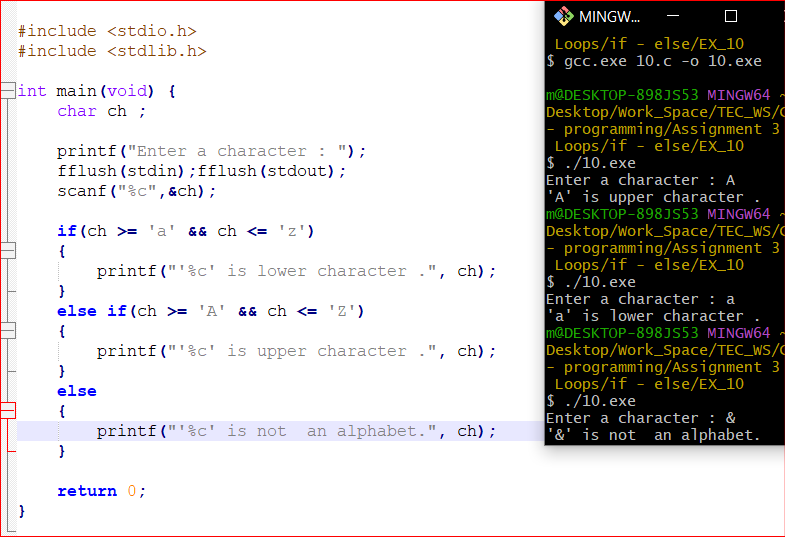 #include <stdio.h>
#include <stdlib.h>
int main(void) {
char ch ;
printf("Enter a character : ");
fflush(stdin);fflush(stdout);
scanf("%c",&ch);
if(ch >= 'a' && ch <= 'z')
{
printf("'%c' is lower character .", ch);
}
else if(ch >= 'A' && ch <= 'Z')
{
printf("'%c' is upper character .", ch);
}
else
{
printf("'%c' is not  an alphabet.", ch);
}
return 0;
}
MINGW...
Loops/if - else/EX_10
$ gcc.exe 10.c -o 10.exe
m@DESKTOP-898JS53 MINGW64 ~
Desktop/Work_Space/TEC_WS/C
- programming/Assignment 3
Loops/if - else/EX_10
$ ./10.exe
Enter a character : A
'A' is upper character .
m@DESKTOP-898JS53 MINGW64 ~
Desktop/Work_Space/TEC_WS/C
- programming/Assignment 3
Loops/if - else/EX_10
$ ./10.exe
Enter a character : a
'a' is lower character .
m@DESKTOP-898JS53 MINGW64 ~
Desktop/Work_Space/TEC_WS/C
- programming/Assignment 3
Loops/if - else/EX_10
$ ./10.exe
Enter a character : &
'&' is not  an alphabet.